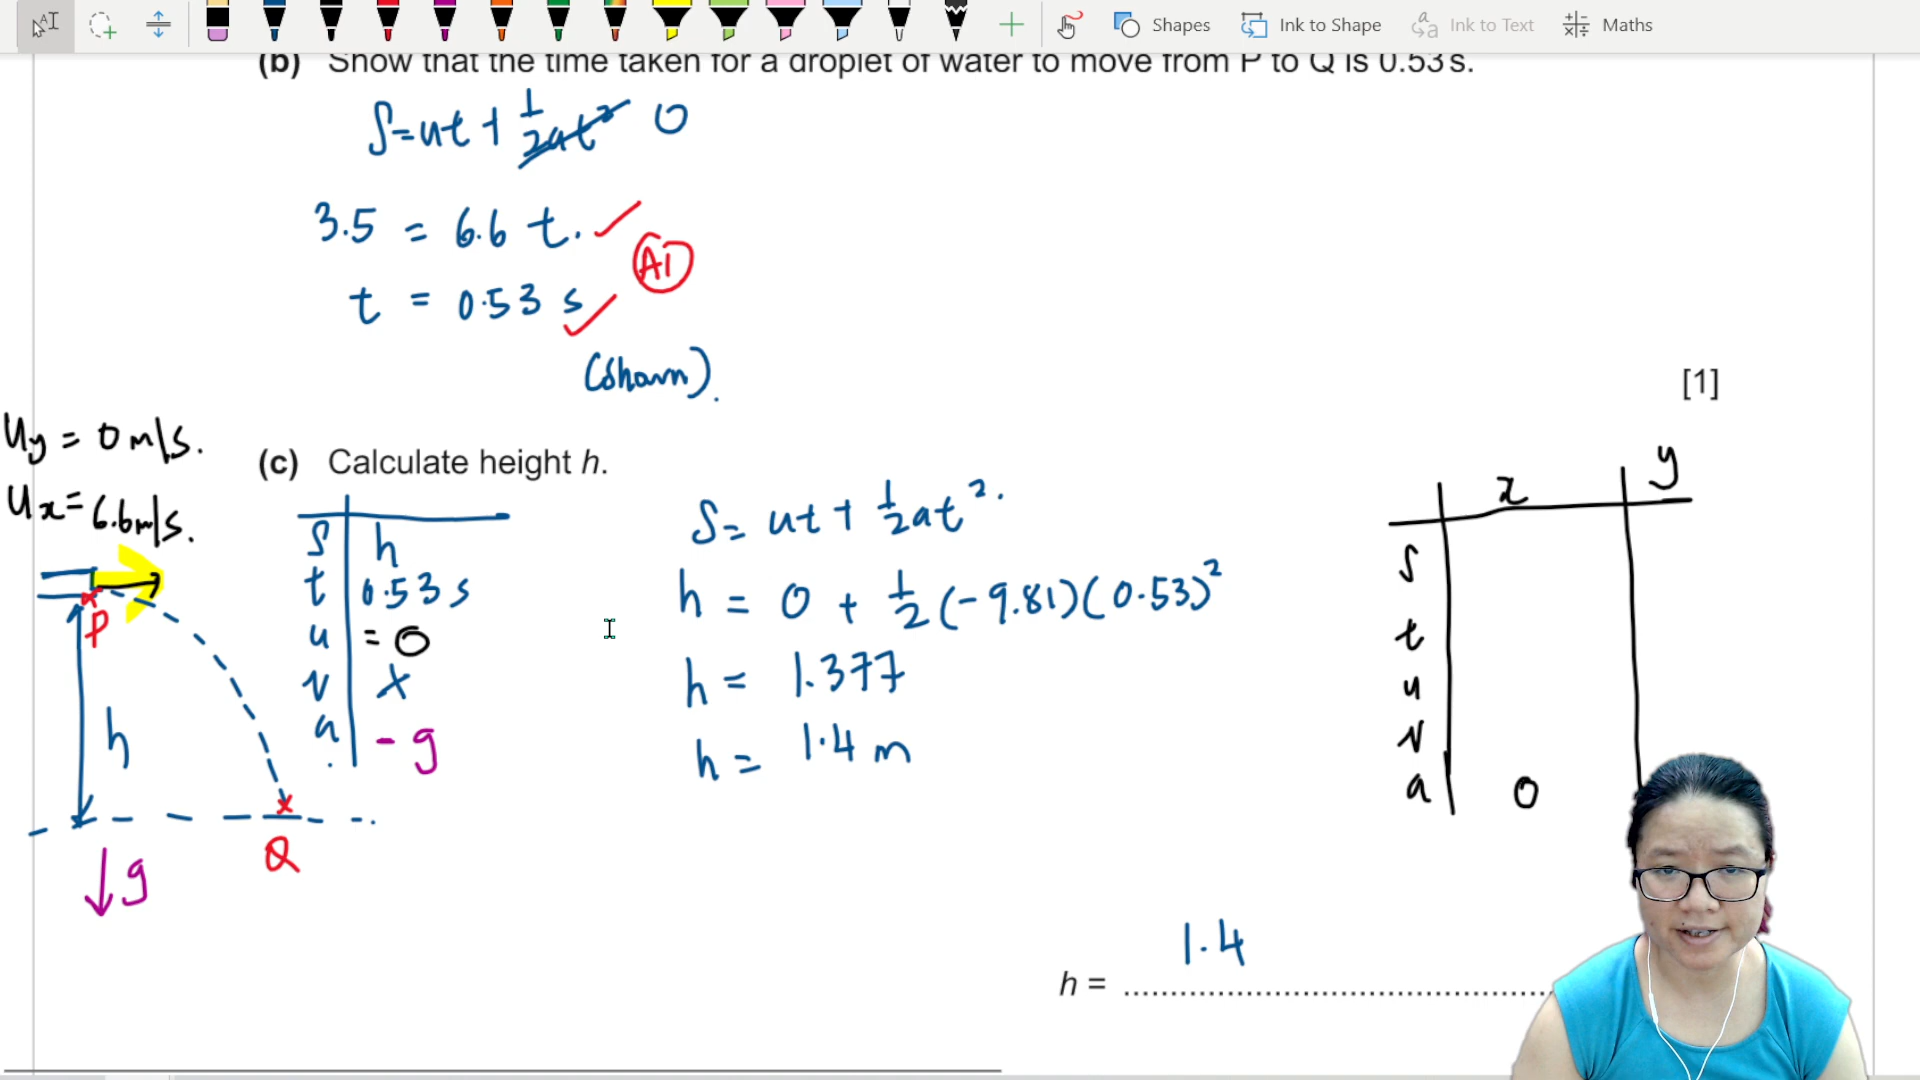 Shapes Ink to Shape Ink to Text Maths
(b) Show that the time taken for a droplet of water to move from P to Q is 0.53 s.
S = ut + 1/2 at² 0
3.5 = 6.6 t.
A1
t = 0.53 s
(Shown).
[1]
Uy = 0 m/s.
Ux = 6.6 m/s.
P
h
Q
g
(c) Calculate height h.
S h
t 0.53 s
u = 0
v x
a - g
S = ut + 1/2 at².
h = 0 + 1/2 (-9.81)(0.53)²
h = 1.377
h = 1.4 m
x y
S
t
u
v
a 0
1.4
h = ........................................